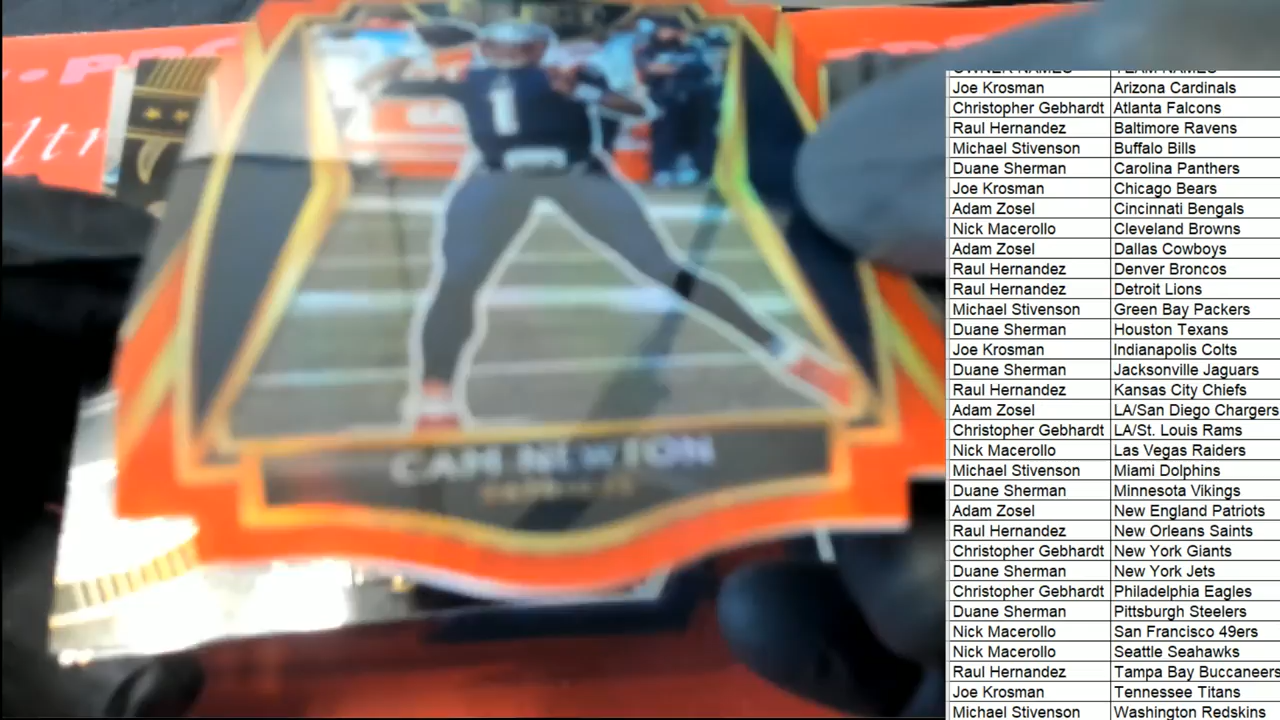 OWNER NAMES TEAM NAMES
Joe Krosman Arizona Cardinals
Christopher Gebhardt Atlanta Falcons
Raul Hernandez Baltimore Ravens
Michael Stivenson Buffalo Bills
Duane Sherman Carolina Panthers
Joe Krosman Chicago Bears
Adam Zosel Cincinnati Bengals
Nick Macerollo Cleveland Browns
Adam Zosel Dallas Cowboys
Raul Hernandez Denver Broncos
Raul Hernandez Detroit Lions
Michael Stivenson Green Bay Packers
Duane Sherman Houston Texans
Joe Krosman Indianapolis Colts
Duane Sherman Jacksonville Jaguars
Raul Hernandez Kansas City Chiefs
Adam Zosel LA/San Diego Chargers
Christopher Gebhardt LA/St. Louis Rams
Nick Macerollo Las Vegas Raiders
Michael Stivenson Miami Dolphins
Duane Sherman Minnesota Vikings
Adam Zosel New England Patriots
Raul Hernandez New Orleans Saints
Christopher Gebhardt New York Giants
Duane Sherman New York Jets
Christopher Gebhardt Philadelphia Eagles
Duane Sherman Pittsburgh Steelers
Nick Macerollo San Francisco 49ers
Nick Macerollo Seattle Seahawks
Raul Hernandez Tampa Bay Buccaneers
Joe Krosman Tennessee Titans
Michael Stivenson Washington Redskins
1
CAM NEWTON